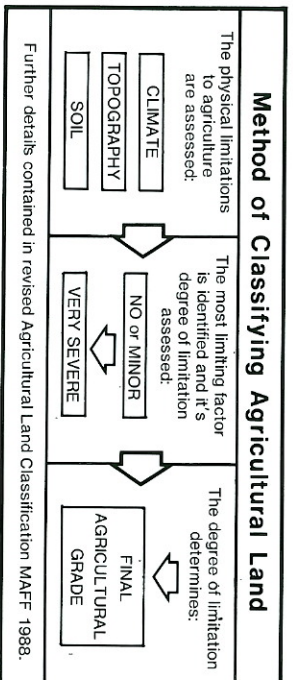 Method of Classifying Agricultural Land
The physical limitations
to agriculture
are assessed:
CLIMATE
TOPOGRAPHY
SOIL
The most limiting factor
is identified and it's
degree of limitation
assessed:
NO or MINOR
VERY SEVERE
The degree of limitation
determines:
FINAL
AGRICULTURAL
GRADE
Further details contained in revised Agricultural Land Classification MAFF 1988.